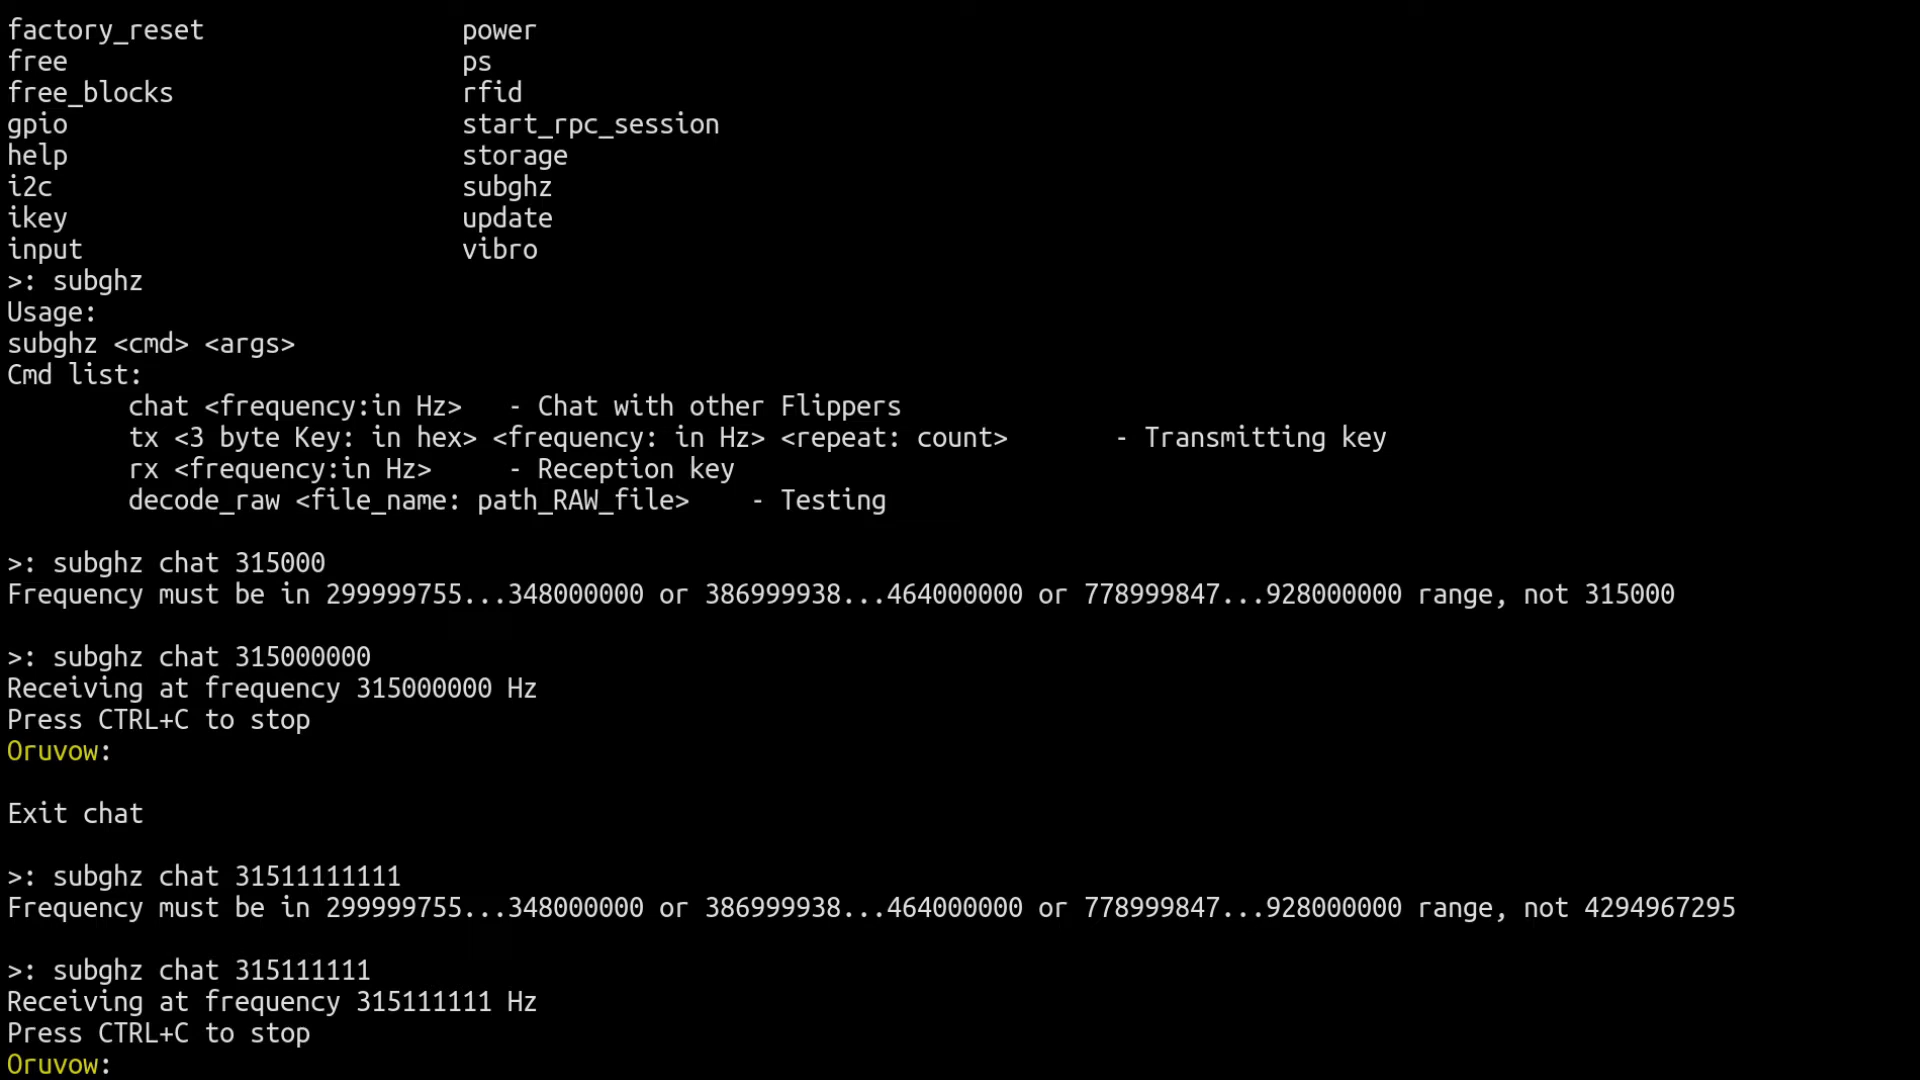 factory_reset                 power
free                          ps
free_blocks                   rfid
gpio                          start_rpc_session
help                          storage
i2c                           subghz
ikey                          update
input                         vibro
>: subghz
Usage:
subghz <cmd> <args>
Cmd list:
        chat <frequency:in Hz>   - Chat with other Flippers
        tx <3 byte Key: in hex> <frequency: in Hz> <repeat: count>       - Transmitting key
        rx <frequency:in Hz>     - Reception key
        decode_raw <file_name: path_RAW_file>    - Testing

>: subghz chat 315000
Frequency must be in 299999755...348000000 or 386999938...464000000 or 778999847...928000000 range, not 315000

>: subghz chat 315000000
Receiving at frequency 315000000 Hz
Press CTRL+C to stop
Oruvow:

Exit chat

>: subghz chat 31511111111
Frequency must be in 299999755...348000000 or 386999938...464000000 or 778999847...928000000 range, not 4294967295

>: subghz chat 315111111
Receiving at frequency 315111111 Hz
Press CTRL+C to stop
Oruvow: